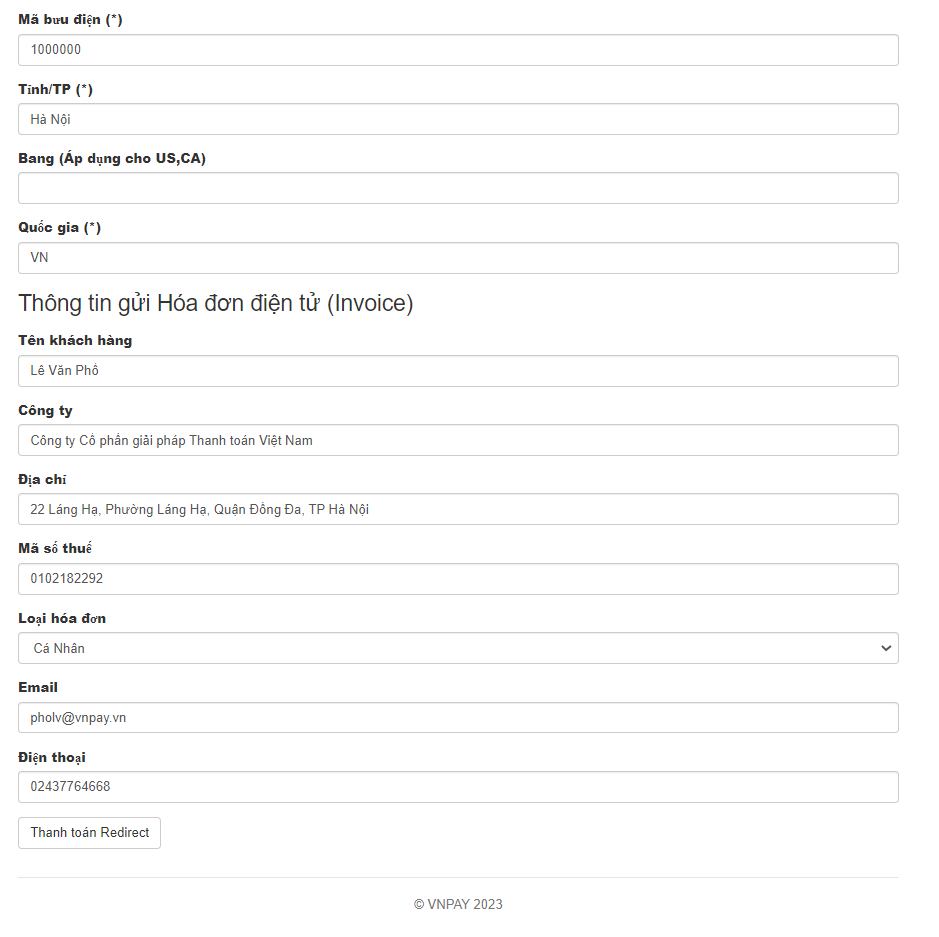 Mã bưu điện (*)
1000000
Tỉnh/TP (*)
Hà Nội
Bang (Áp dụng cho US,CA)
Quốc gia (*)
VN
Thông tin gửi Hóa đơn điện tử (Invoice)
Tên khách hàng
Lê Văn Phổ
Công ty
Công ty Cổ phần giải pháp Thanh toán Việt Nam
Địa chỉ
22 Láng Hạ, Phường Láng Hạ, Quận Đống Đa, TP Hà Nội
Mã số thuế
0102182292
Loại hóa đơn
Cá Nhân
Email
pholv@vnpay.vn
Điện thoại
02437764668
Thanh toán Redirect
© VNPAY 2023